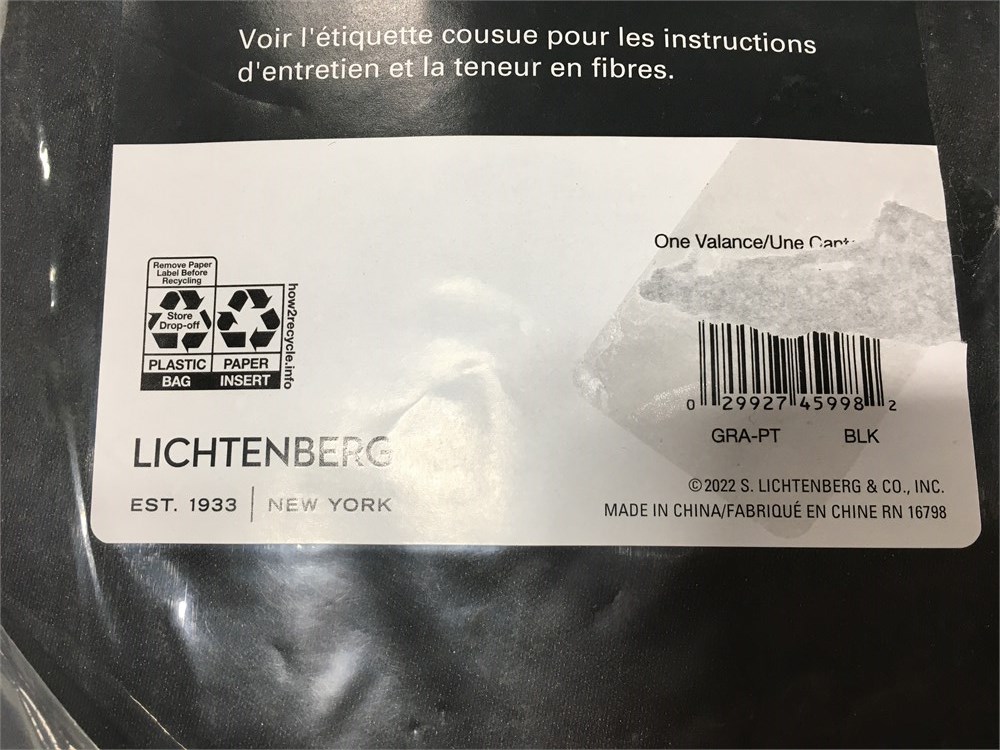 Voir l'étiquette cousue pour les instructions
d'entretien et la teneur en fibres.
One Valance/Une
Remove Paper
Label Before
Recycling
Store
Drop-off
PLASTIC PAPER
BAG INSERT
how2recycle.info
0 29927 45998 2
GRA-PT BLK
LICHTENBERG
EST. 1933 | NEW YORK
©2022 S. LICHTENBERG & CO., INC.
MADE IN CHINA/FABRIQUÉ EN CHINE RN 16798